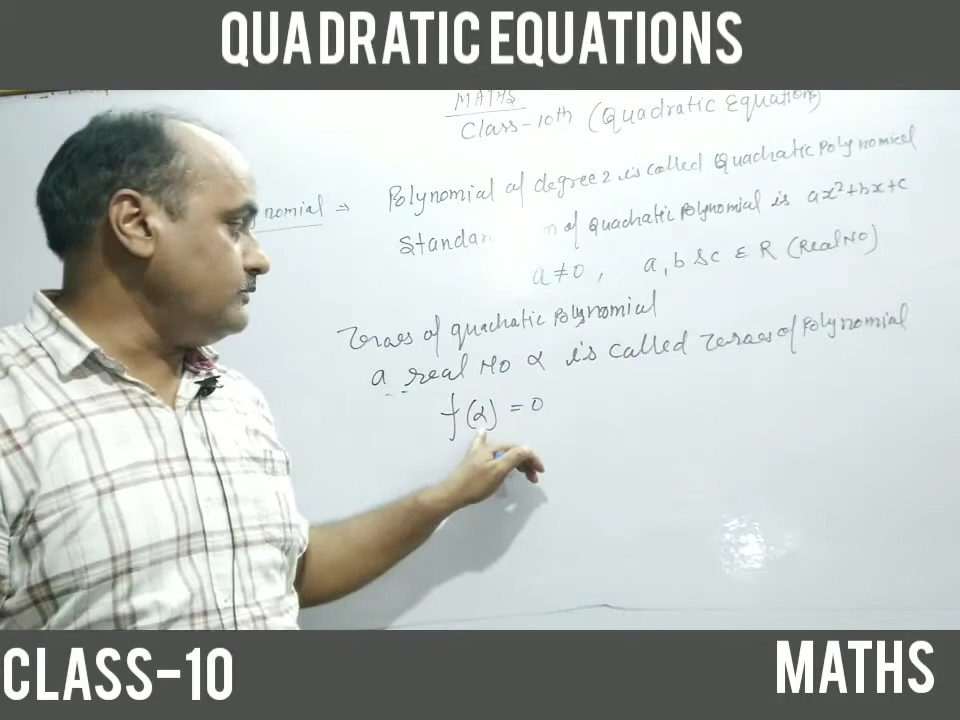 QUADRATIC EQUATIONS
MATHS
Class-10th (Quadratic Equations)
nomial ⇒ Polynomial of degree 2 is called Quadratic Polynomial
Standar n of quadratic Polynomial is ax²+bx+c
a≠0, a, b & c ∈ R (Real No)
Zeroes of quadratic Polynomial
a real No α is called zeroes of Polynomial
f(α) = 0
CLASS-10
MATHS